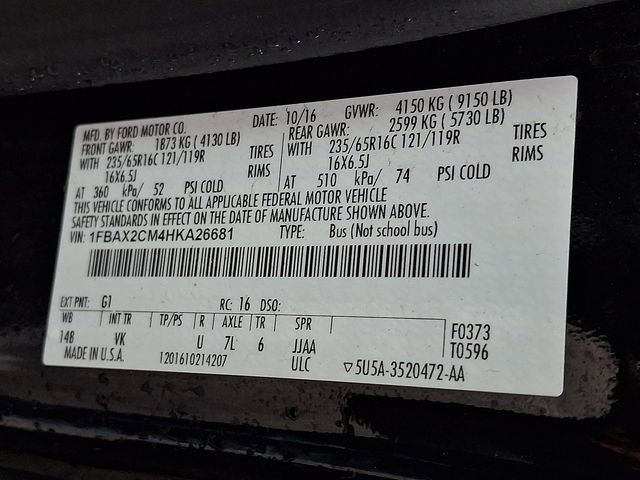 MFD. BY FORD MOTOR CO.
DATE: 10/16 GVWR: 4150 KG ( 9150 LB)
FRONT GAWR: 1873 KG ( 4130 LB)
WITH 235/65R16C 121/119R TIRES
16X6.5J RIMS
AT 360 kPa/ 52 PSI COLD
REAR GAWR: 2599 KG ( 5730 LB)
WITH 235/65R16C 121/119R TIRES
16X6.5J RIMS
AT 510 kPa/ 74 PSI COLD
THIS VEHICLE CONFORMS TO ALL APPLICABLE FEDERAL MOTOR VEHICLE
SAFETY STANDARDS IN EFFECT ON THE DATE OF MANUFACTURE SHOWN ABOVE.
VIN: 1FBAX2CM4HKA26681 TYPE: Bus (Not school bus)
EXT PNT: G1 RC: 16 DSO:
WB INT TR TP/PS R AXLE TR SPR
148 VK U 7L 6 JJAA
F0373
T0596
MADE IN U.S.A. 1201610214207 ULC ▽5U5A-3520472-AA